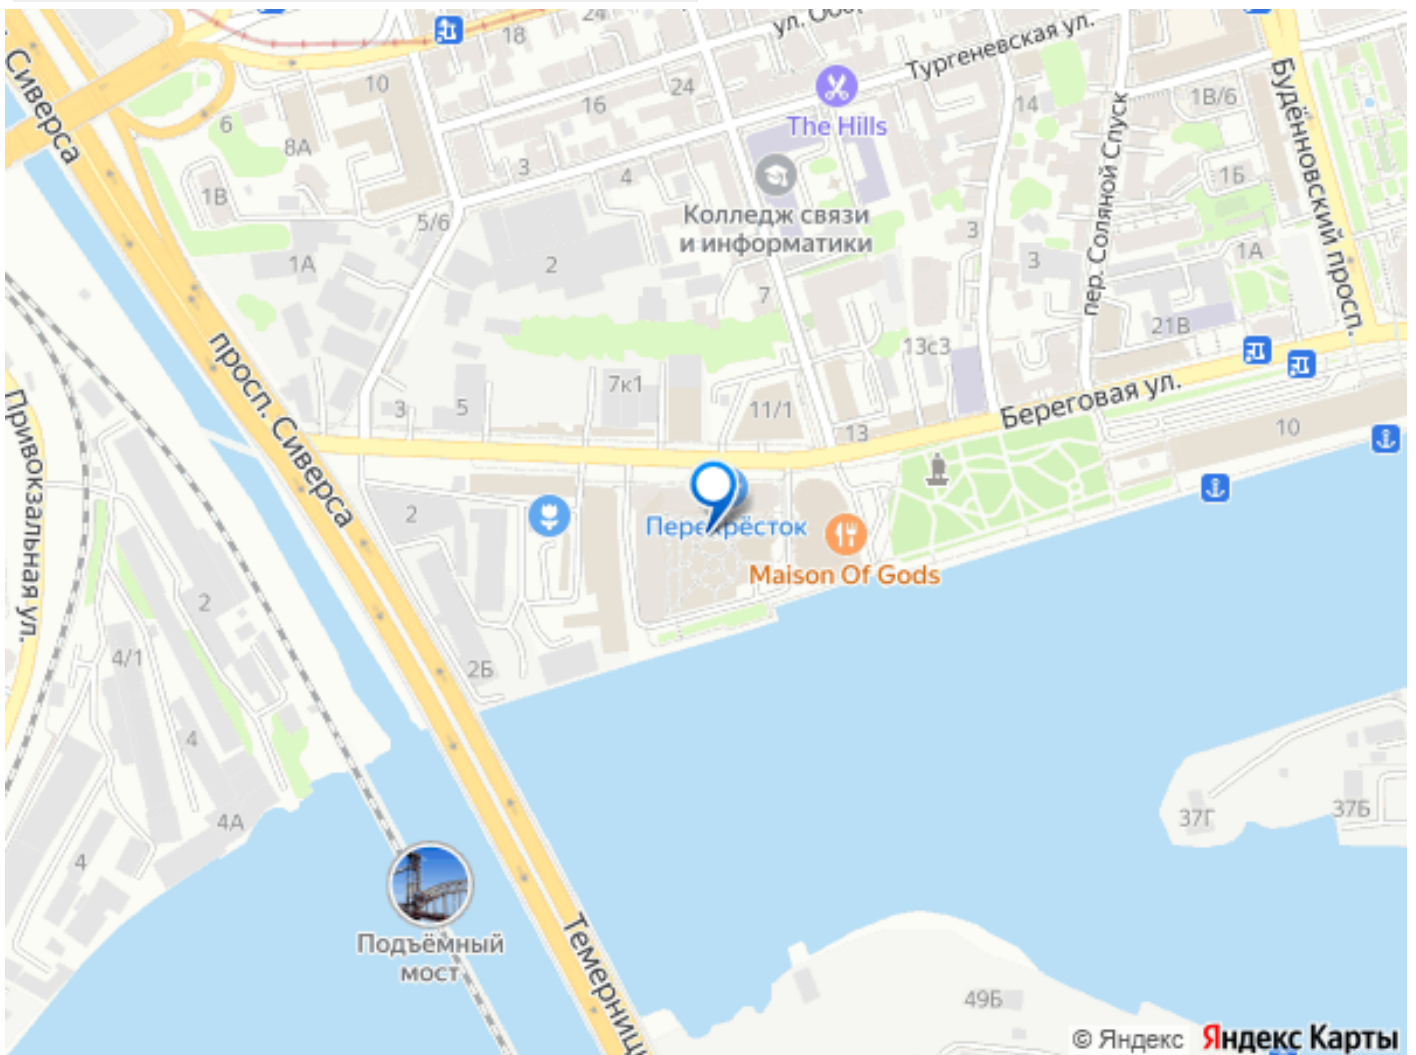 24
18
ул. Обо
Тургеневская ул.
10
16
24
14
1В/6
6
The Hills
8А
3
4
1В
5/6
1Б
Колледж связи
и информатики
3
3
1А
1А
2
7
21В
13с3
пер. Соляной Спуск
Будённовский просп.
Сиверса
просп. Сиверса
Привокзальная ул.
7к1
3
5
11/1
13
Береговая ул.
10
2
Перекрёсток
Maison Of Gods
2
4/1
2Б
4
4А
4
37Г
37Б
Подъёмный
мост
Темерниц
49Б
© Яндекс Яндекс Карты